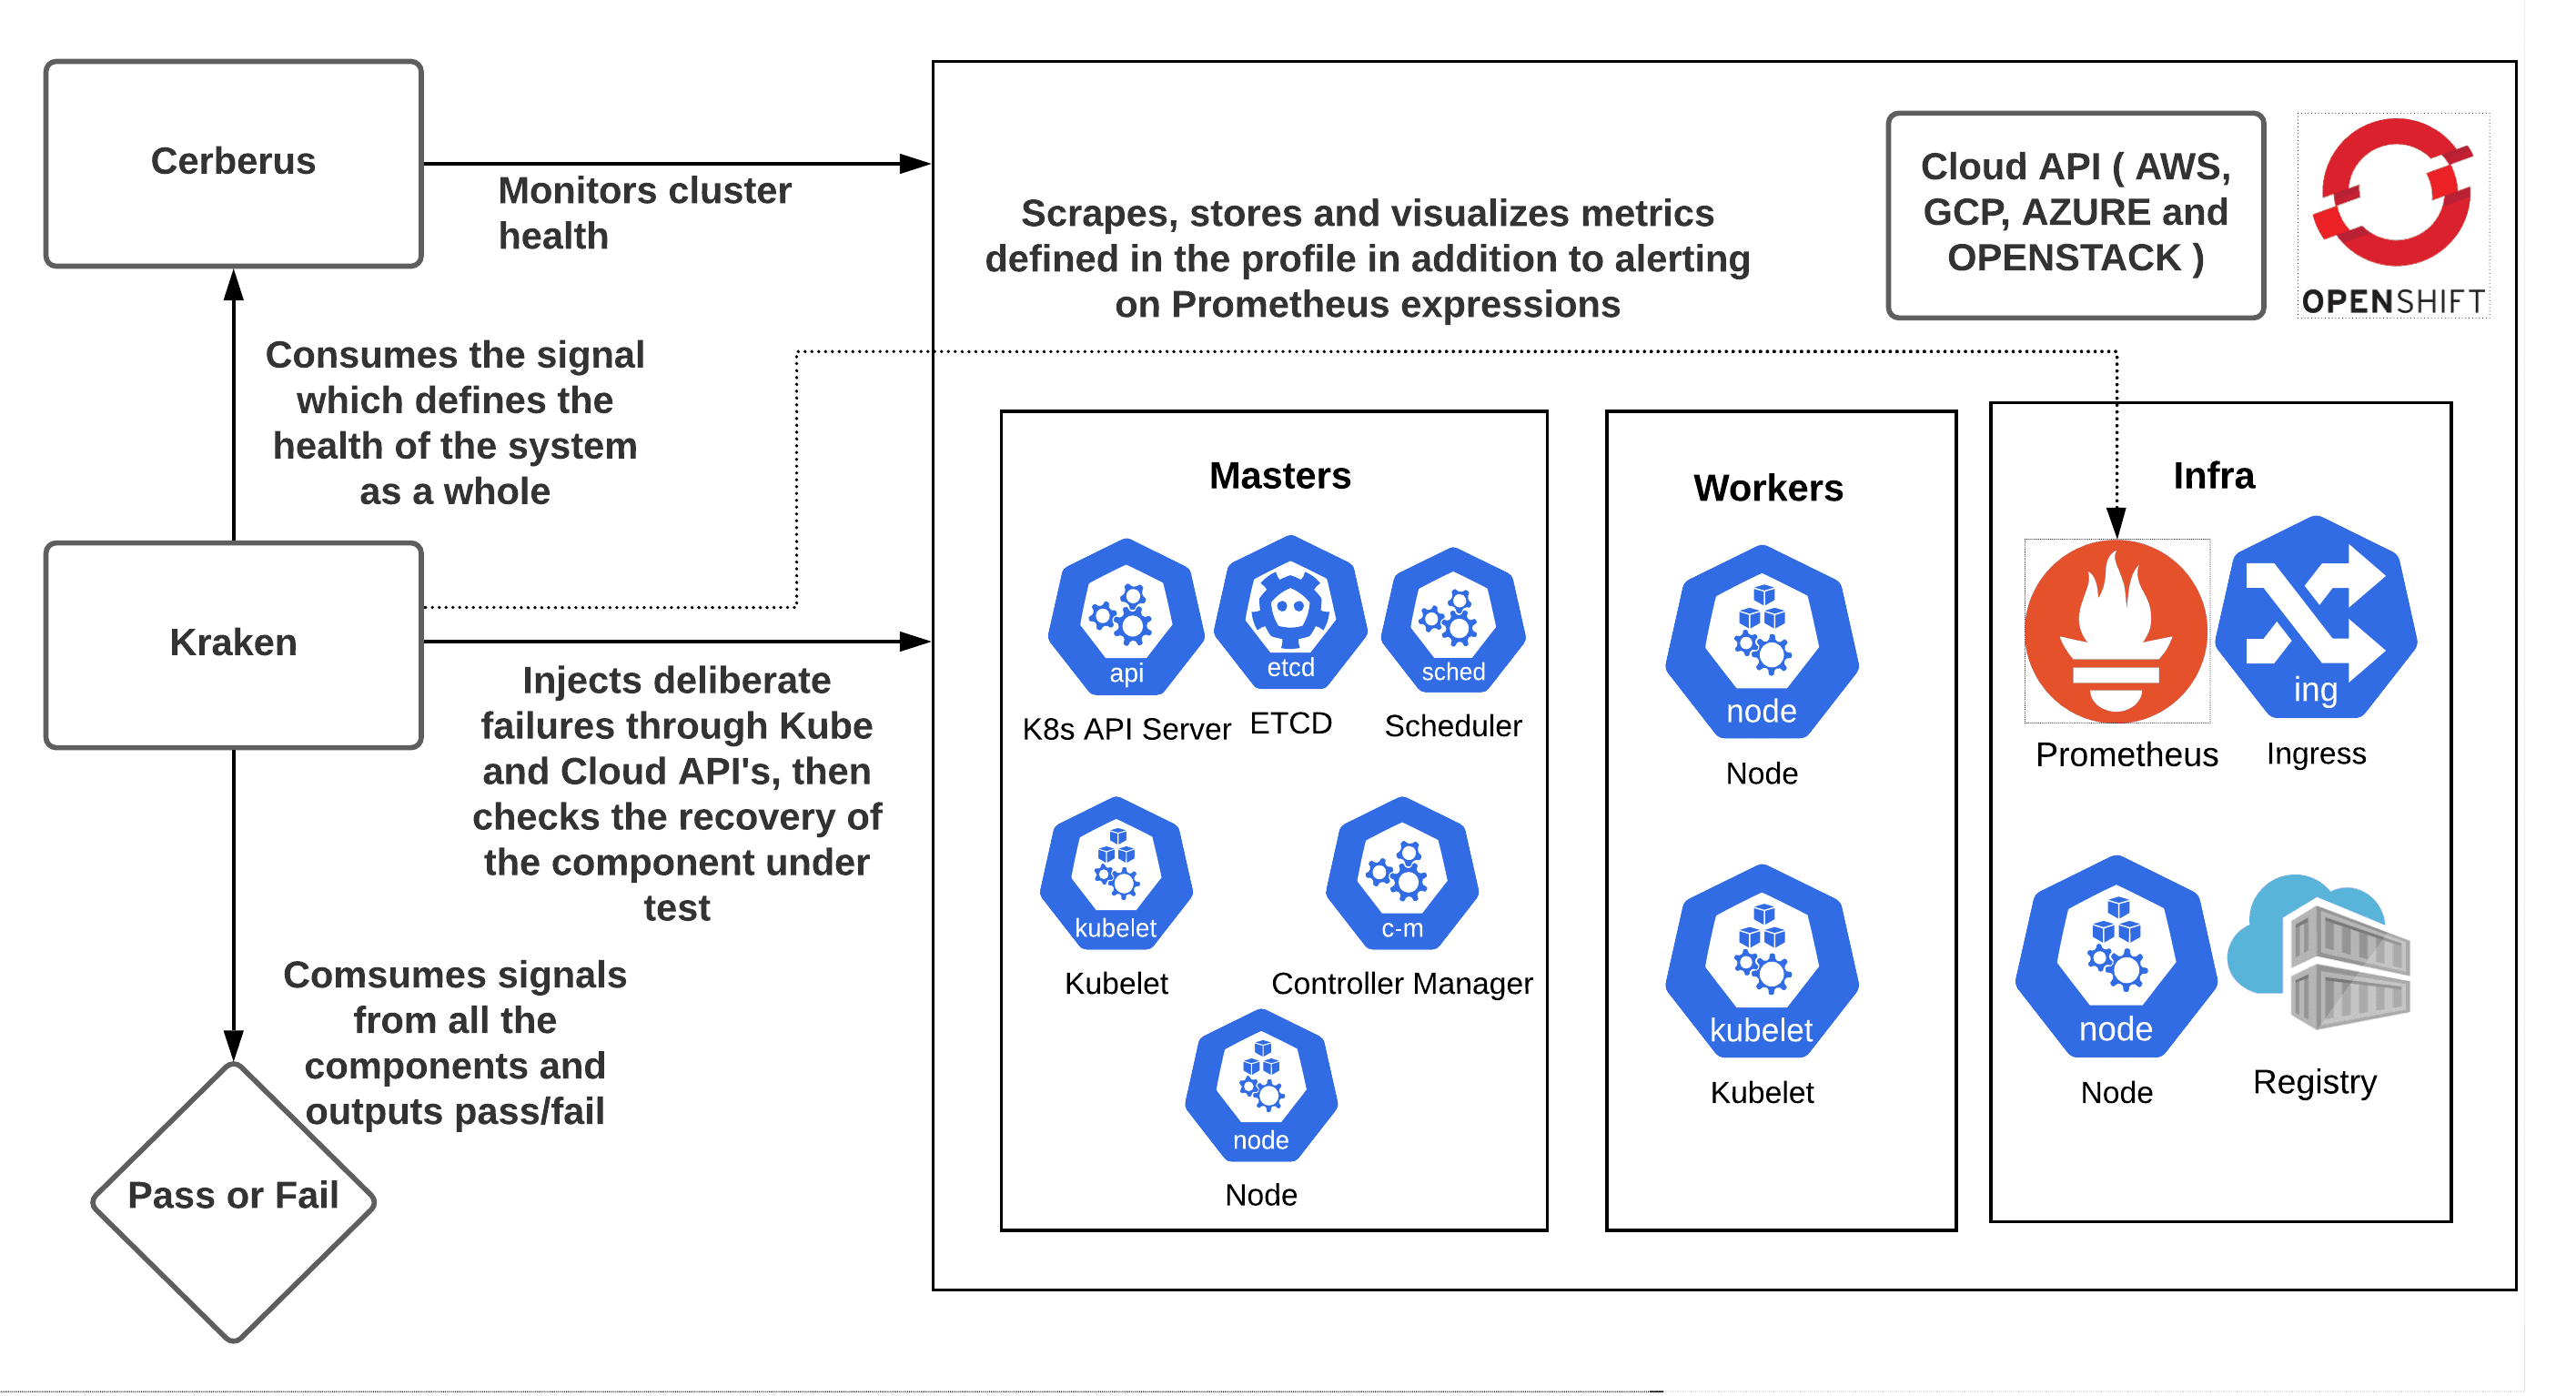 Cerberus
Monitors cluster
health
Consumes the signal
which defines the
health of the system
as a whole
Kraken
Injects deliberate
failures through Kube
and Cloud API's, then
checks the recovery of
the component under
test
Comsumes signals
from all the
components and
outputs pass/fail
Pass or Fail
Scrapes, stores and visualizes metrics
defined in the profile in addition to alerting
on Prometheus expressions
Cloud API ( AWS,
GCP, AZURE and
OPENSTACK )
OPENSHIFT
Masters
api
K8s API Server
etcd
ETCD
sched
Scheduler
kubelet
Kubelet
c-m
Controller Manager
node
Node
Workers
node
Node
kubelet
Kubelet
Infra
Prometheus
ing
Ingress
node
Node
Registry